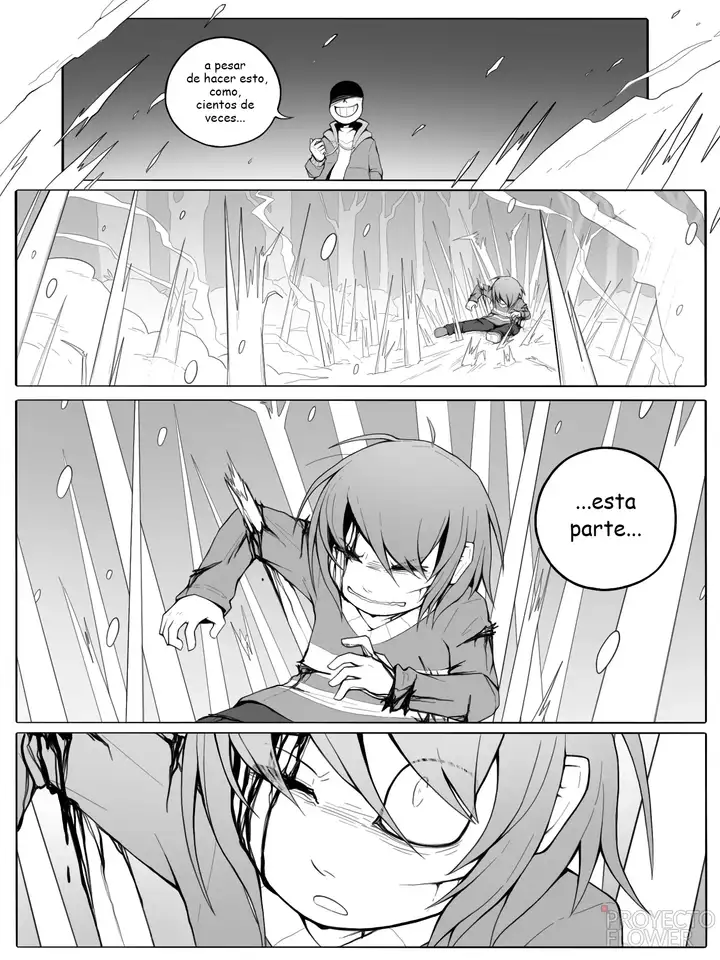 a pesar
de hacer esto,
como,
cientos de
veces...
...esta
parte...
PROYECTO
FLOWER